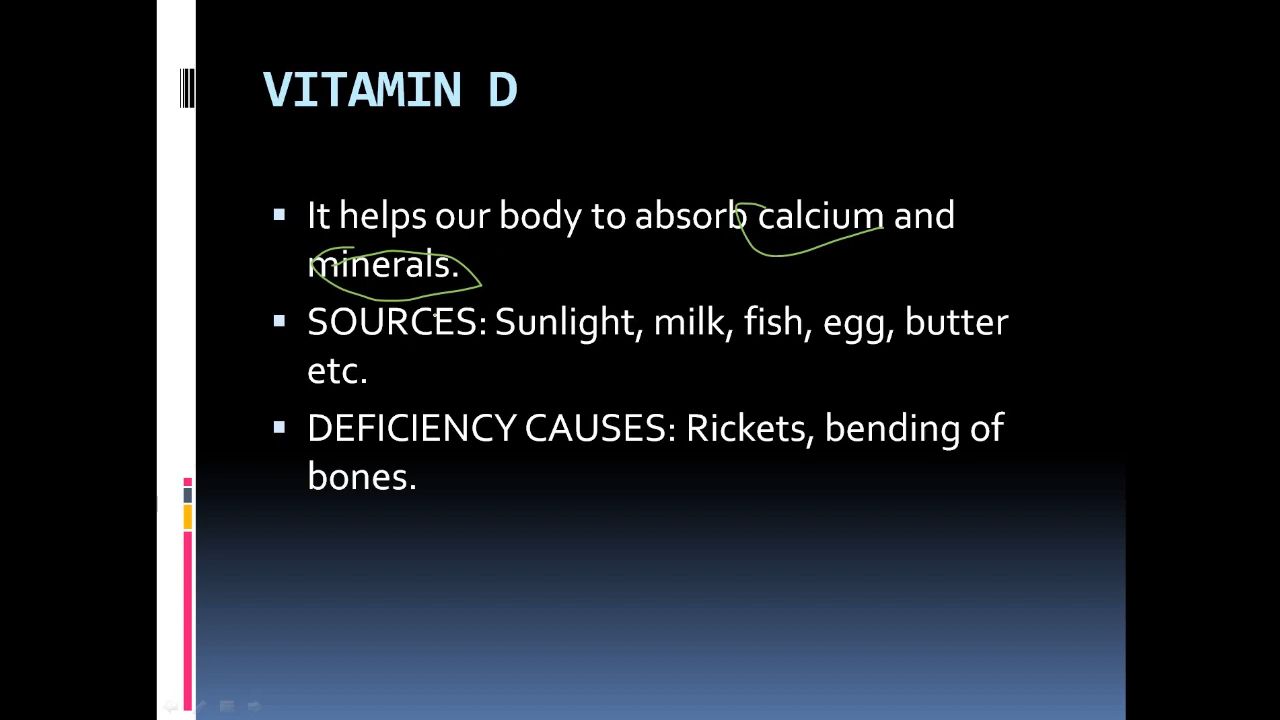 VITAMIN D
It helps our body to absorb calcium and
minerals.
SOURCES: Sunlight, milk, fish, egg, butter
etc.
DEFICIENCY CAUSES: Rickets, bending of
bones.